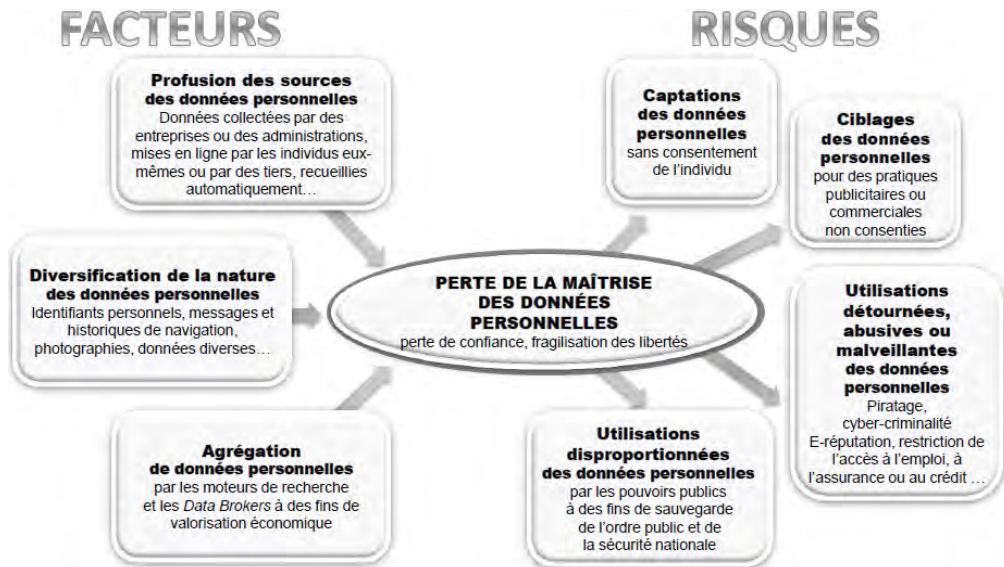 FACTEURS
Profusion des sources
des données personnelles
Données collectées par des
entreprises ou des administrations,
mises en ligne par les individus eux-
mêmes ou par des tiers, recueillies
automatiquement…
Diversification de la nature
des données personnelles
Identifiants personnels, messages et
historiques de navigation,
photographies, données diverses…
Agrégation
de données personnelles
par les moteurs de recherche
et les Data Brokers à des fins de
valorisation économique
PERTE DE LA MAÎTRISE
DES DONNÉES
PERSONNELLES
perte de confiance, fragilisation des libertés
RISQUES
Captations
des données
personnelles
sans consentement
de l’individu
Ciblages
des données
personnelles
pour des pratiques
publicitaires ou
commerciales
non consenties
Utilisations
détournées,
abusives ou
malveillantes
des données
personnelles
Piratage,
cyber-criminalité
E-réputation, restriction de
l’accès à l’emploi, à
l’assurance ou au crédit …
Utilisations
disproportionnées
des données personnelles
par les pouvoirs publics
à des fins de sauvegarde
de l’ordre public et de
la sécurité nationale